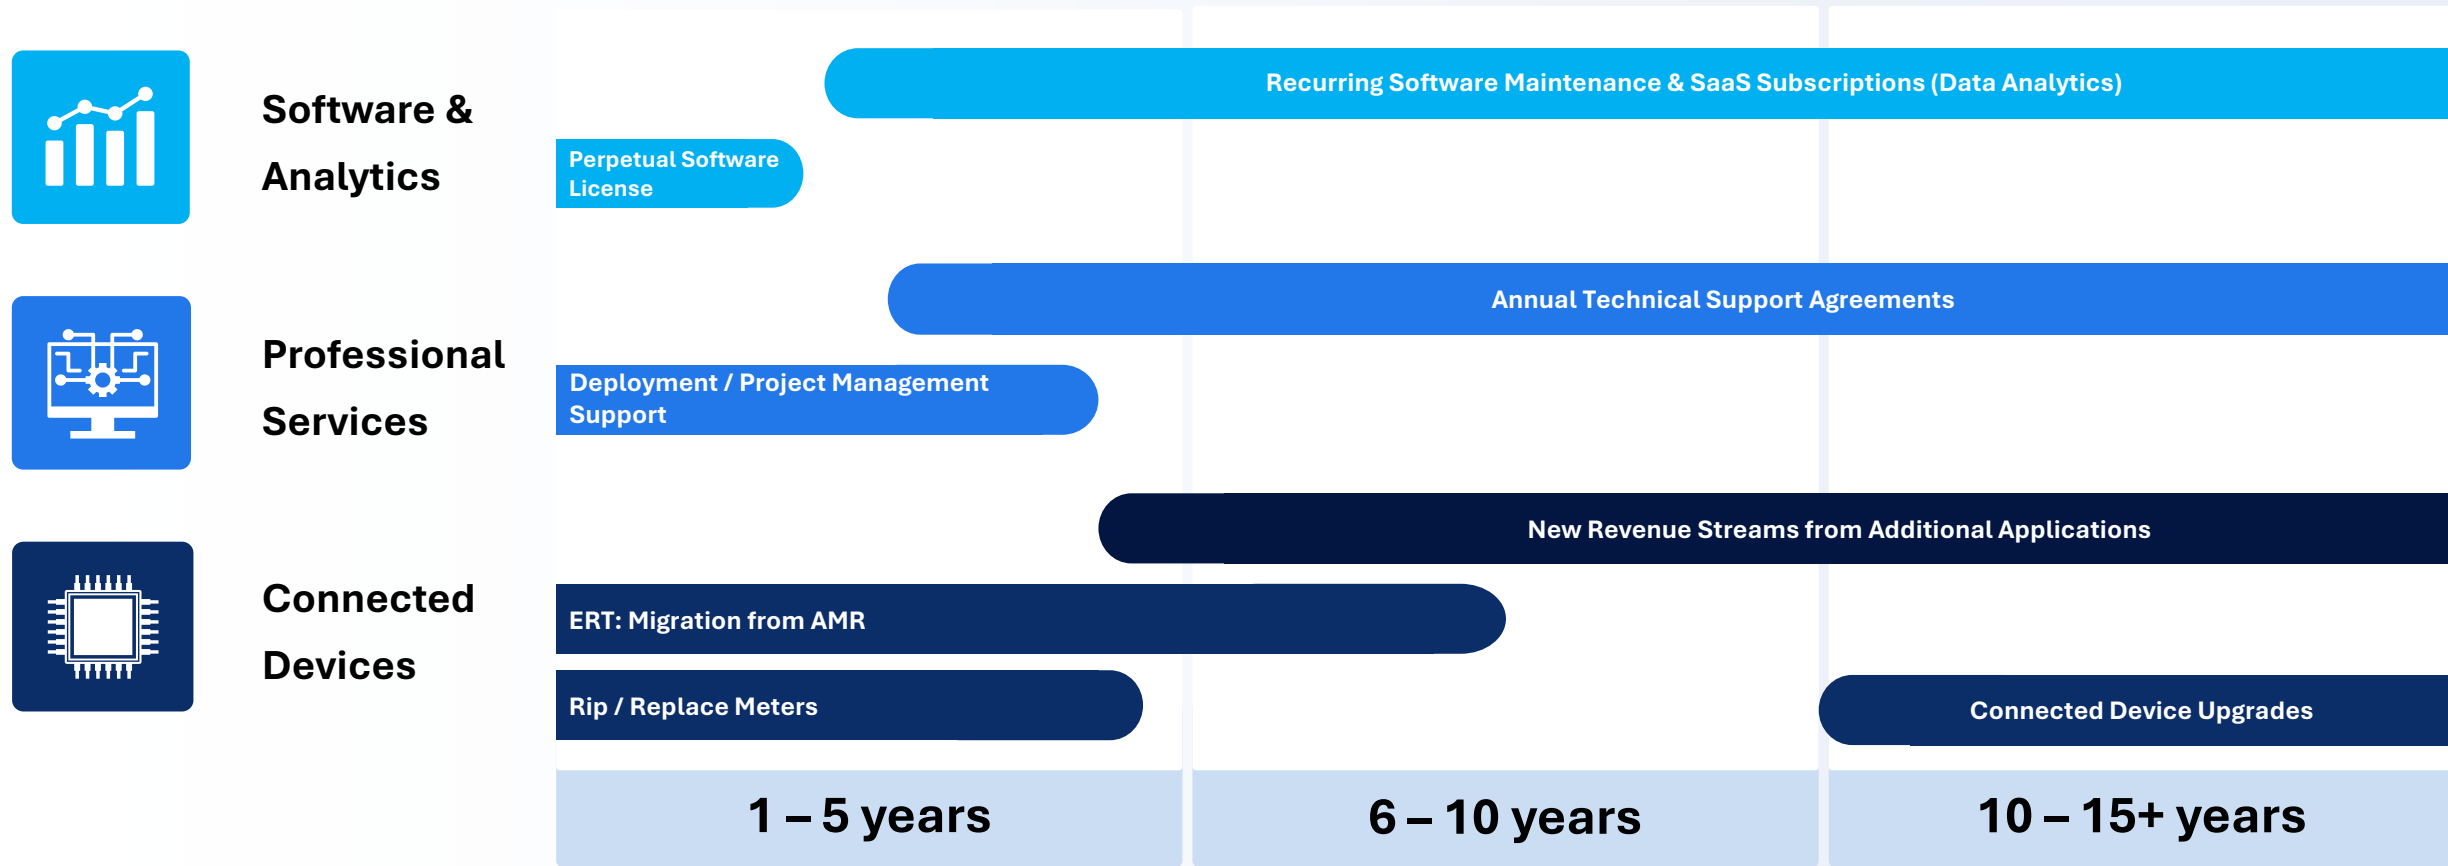 Software &
Analytics
Recurring Software Maintenance & SaaS Subscriptions (Data Analytics)
Perpetual Software
License
Professional
Services
Annual Technical Support Agreements
Deployment / Project Management
Support
Connected
Devices
New Revenue Streams from Additional Applications
ERT: Migration from AMR
Rip / Replace Meters
Connected Device Upgrades
1 – 5 years
6 – 10 years
10 – 15+ years